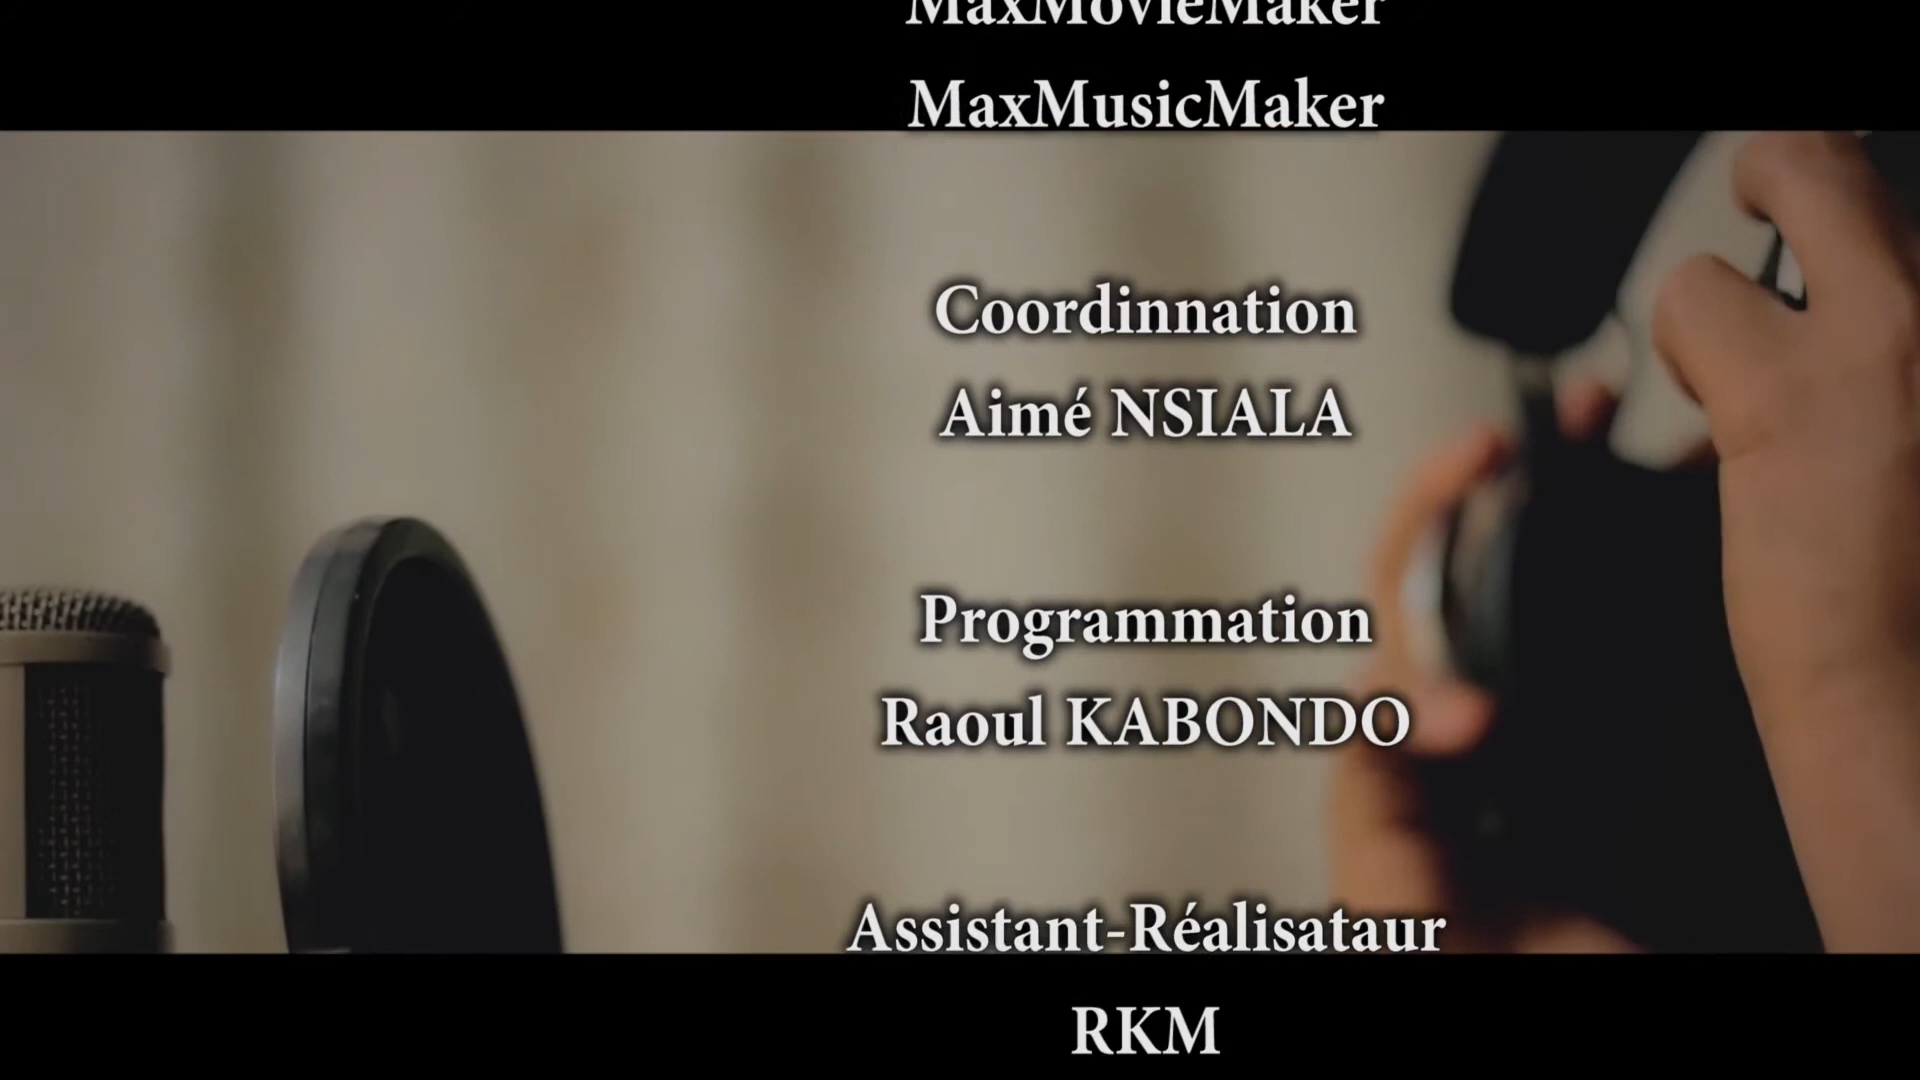 MaxMovieMaker
MaxMusicMaker
Coordinnation
Aimé NSIALA
Programmation
Raoul KABONDO
Assistant-Réalisataur
RKM